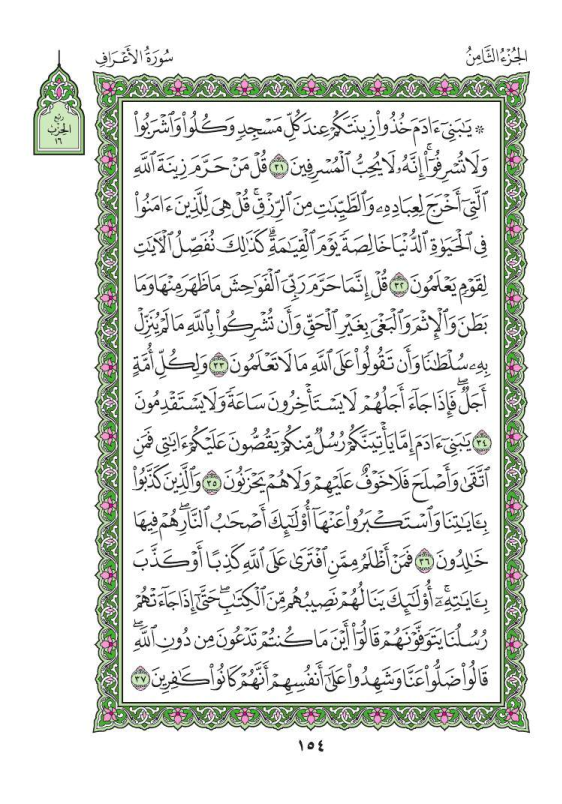 الجُزْءُ الثَّامِنُ
سُورَةُ الأَعْرَافِ
رُبع
الحِزْب
١٦
۞ يَٰبَنِىٓ ءَادَمَ خُذُواْ زِينَتَكُمْ عِندَ كُلِّ مَسْجِدٍ وَكُلُواْ وَٱشْرَبُواْ
وَلَا تُسْرِفُوٓاْۚ إِنَّهُۥ لَا يُحِبُّ ٱلْمُسْرِفِينَ ٣١ قُلْ مَنْ حَرَّمَ زِينَةَ ٱللَّهِ
ٱلَّتِىٓ أَخْرَجَ لِعِبَادِهِۦ وَٱلطَّيِّبَٰتِ مِنَ ٱلرِّزْقِۚ قُلْ هِىَ لِلَّذِينَ ءَامَنُواْ
فِى ٱلْحَيَوٰةِ ٱلدُّنْيَا خَالِصَةً يَوْمَ ٱلْقِيَٰمَةِۗ كَذَٰلِكَ نُفَصِّلُ ٱلْءَايَٰتِ
لِقَوْمٍ يَعْلَمُونَ ٣٢ قُلْ إِنَّمَا حَرَّمَ رَبِّىَ ٱلْفَوَٰحِشَ مَا ظَهَرَ مِنْهَا وَمَا
بَطَنَ وَٱلْإِثْمَ وَٱلْبَغْىَ بِغَيْرِ ٱلْحَقِّ وَأَن تُشْرِكُواْ بِٱللَّهِ مَا لَمْ يُنَزِّلْ
بِهِۦ سُلْطَٰنًا وَأَن تَقُولُواْ عَلَى ٱللَّهِ مَا لَا تَعْلَمُونَ ٣٣ وَلِكُلِّ أُمَّةٍ
أَجَلٌۖ فَإِذَا جَآءَ أَجَلُهُمْ لَا يَسْتَأْخِرُونَ سَاعَةً وَلَا يَسْتَقْدِمُونَ
٣٤ يَٰبَنِىٓ ءَادَمَ إِمَّا يَأْتِيَنَّكُمْ رُسُلٌ مِّنكُمْ يَقُصُّونَ عَلَيْكُمْ ءَايَٰتِى فَمَنِ
ٱتَّقَىٰ وَأَصْلَحَ فَلَا خَوْفٌ عَلَيْهِمْ وَلَا هُمْ يَحْزَنُونَ ٣٥ وَٱلَّذِينَ كَذَّبُواْ
بِـَٔايَٰتِنَا وَٱسْتَكْبَرُواْ عَنْهَآ أُوْلَٰٓئِكَ أَصْحَٰبُ ٱلنَّارِۖ هُمْ فِيهَا
خَٰلِدُونَ ٣٦ فَمَنْ أَظْلَمُ مِمَّنِ ٱفْتَرَىٰ عَلَى ٱللَّهِ كَذِبًا أَوْ كَذَّبَ
بِـَٔايَٰتِهِۦٓۚ أُوْلَٰٓئِكَ يَنَالُهُمْ نَصِيبُهُم مِّنَ ٱلْكِتَٰبِۖ حَتَّىٰٓ إِذَا جَآءَتْهُمْ
رُسُلُنَا يَتَوَفَّوْنَهُمْ قَالُوٓاْ أَيْنَ مَا كُنتُمْ تَدْعُونَ مِن دُونِ ٱللَّهِۖ
قَالُواْ ضَلُّواْ عَنَّا وَشَهِدُواْ عَلَىٰٓ أَنفُسِهِمْ أَنَّهُمْ كَانُواْ كَٰفِرِينَ ٣٧
١٥٤